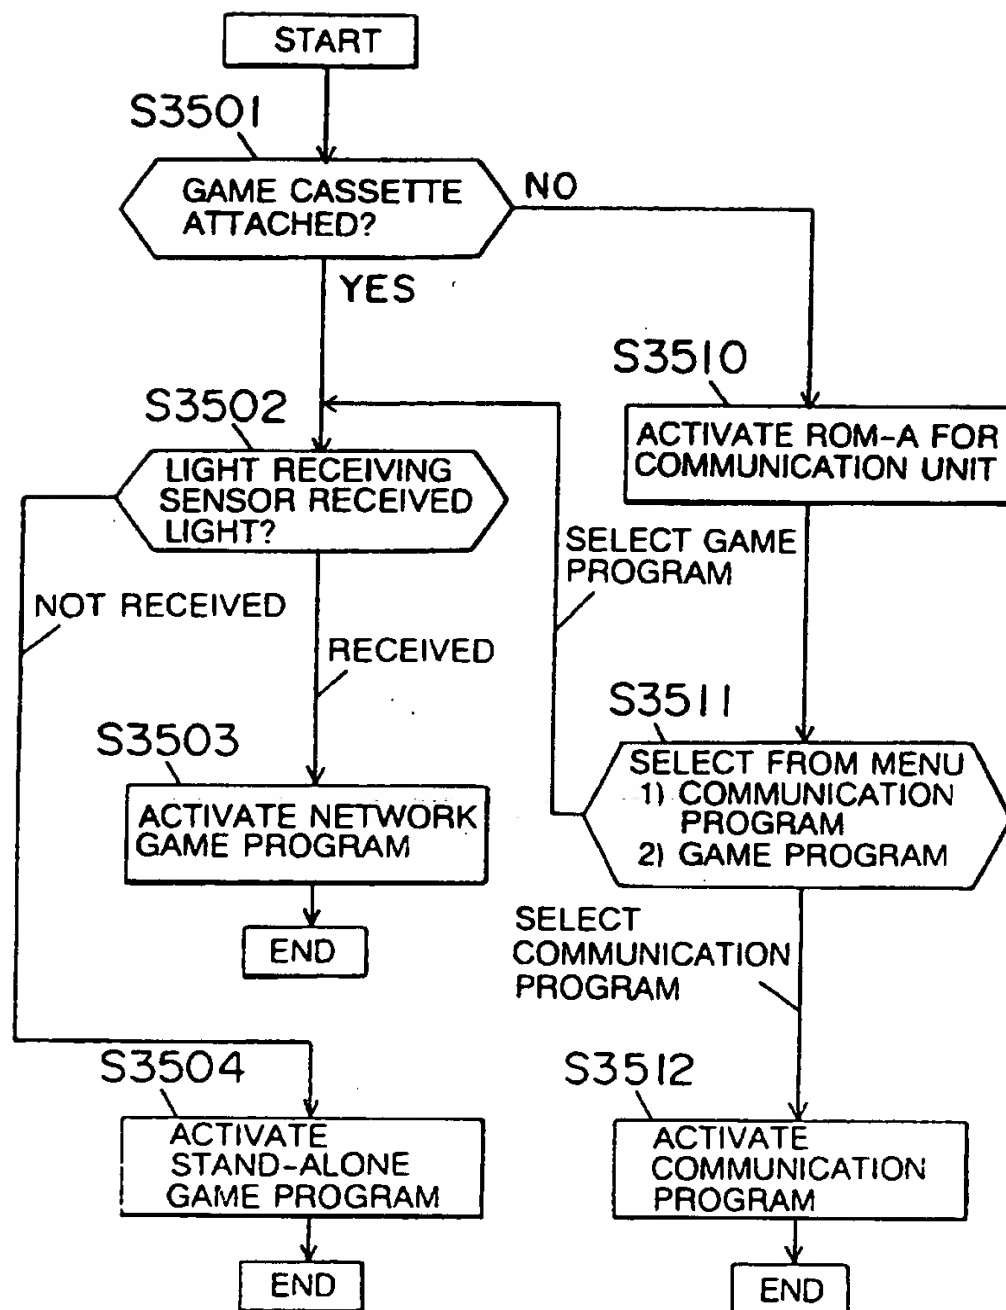 START
S3501
GAME CASSETTE
ATTACHED?
NO
YES
S3510
ACTIVATE ROM-A FOR
COMMUNICATION UNIT
S3502
LIGHT RECEIVING
SENSOR RECEIVED
LIGHT?
SELECT GAME
PROGRAM
NOT RECEIVED
RECEIVED
S3511
SELECT FROM MENU
1) COMMUNICATION
PROGRAM
2) GAME PROGRAM
S3503
ACTIVATE NETWORK
GAME PROGRAM
END
SELECT
COMMUNICATION
PROGRAM
S3504
ACTIVATE
STAND-ALONE
GAME PROGRAM
END
S3512
ACTIVATE
COMMUNICATION
PROGRAM
END